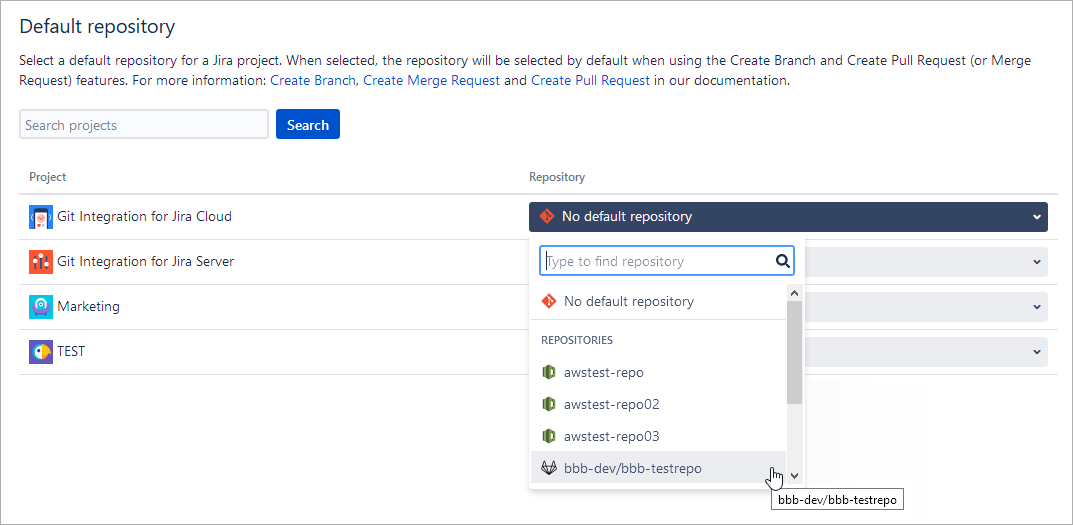 Default repository
Select a default repository for a Jira project. When selected, the repository will be selected by default when using the Create Branch and Create Pull Request (or Merge
Request) features. For more information: Create Branch, Create Merge Request and Create Pull Request in our documentation.
Search projects Search
Project Repository
Git Integration for Jira Cloud No default repository
Git Integration for Jira Server Type to find repository
No default repository
Marketing
REPOSITORIES
TEST
awstest-repo
awstest-repo02
awstest-repo03
bbb-dev/bbb-testrepo
bbb-dev/bbb-testrepo